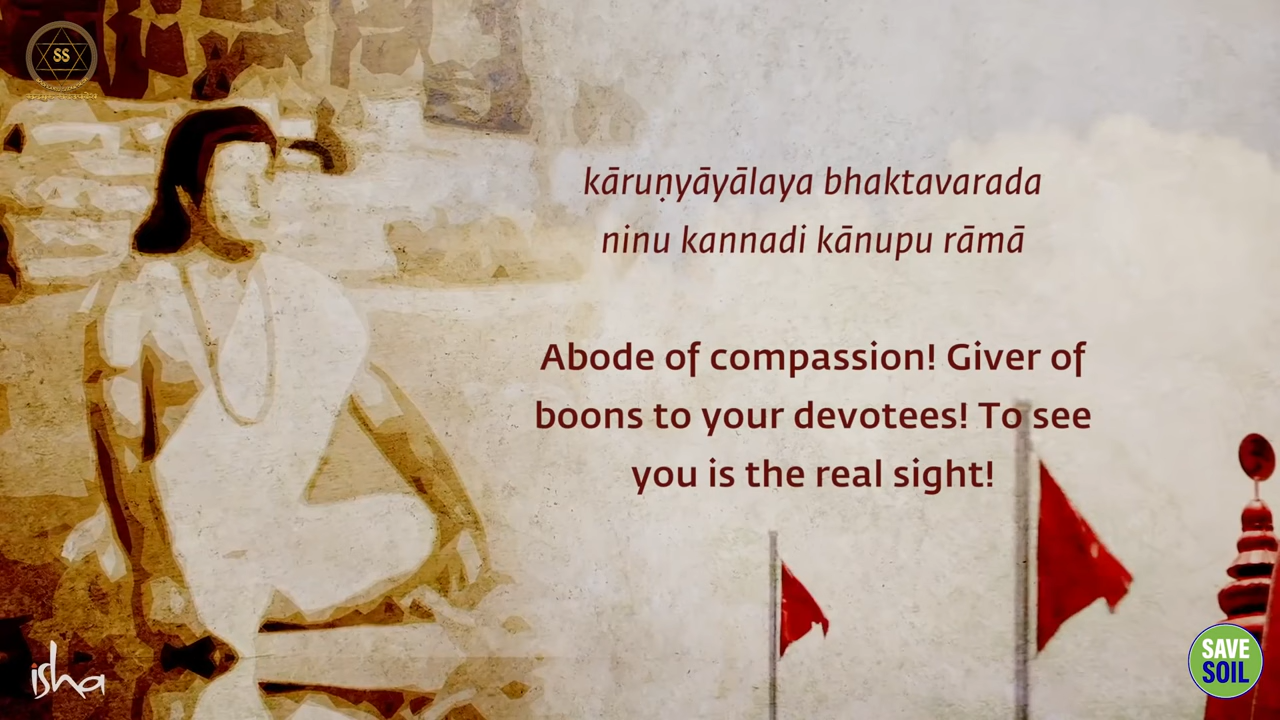 SS
kāruṇyāyālaya bhaktavarada
ninu kannadi kānupu rāmā
Abode of compassion! Giver of
boons to your devotees! To see
you is the real sight!
isha
SAVE
SOIL